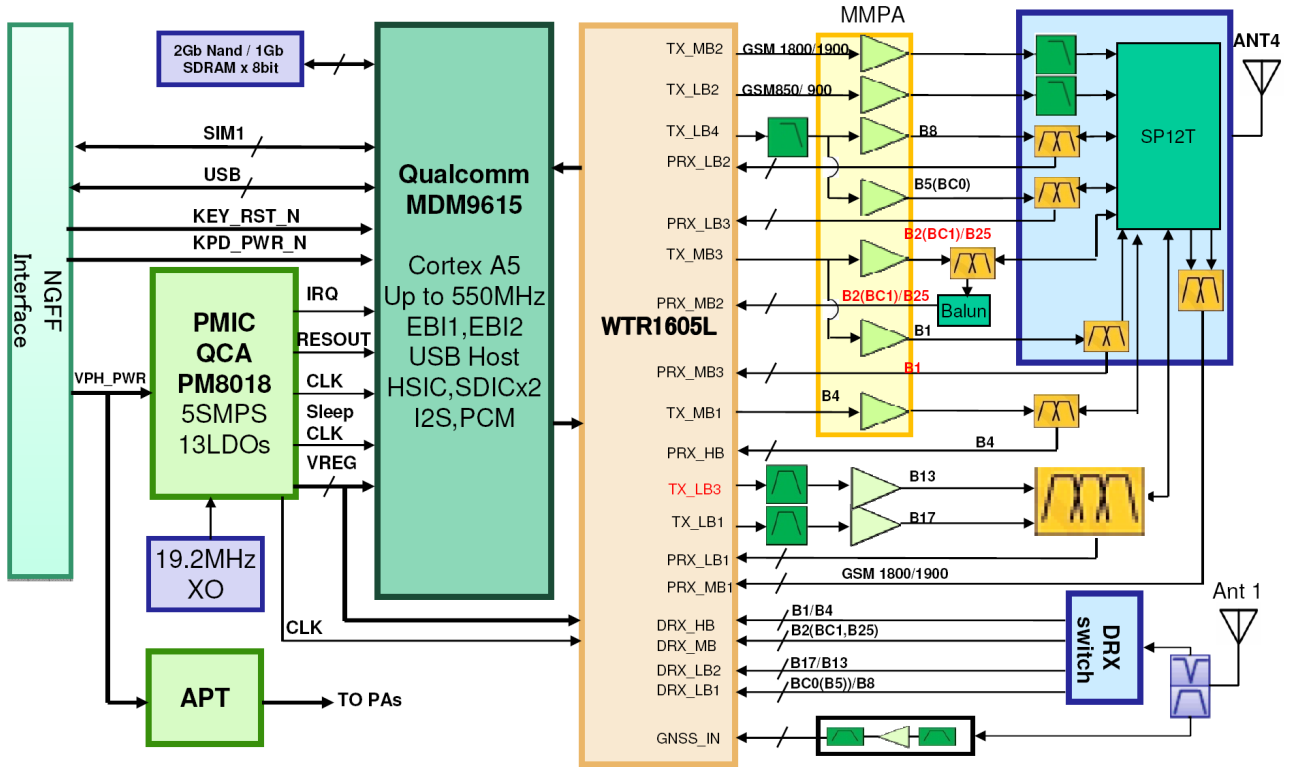 MMPA
ANT4
2Gb Nand / 1Gb
SDRAM x 8bit
SIM1
USB
KEY_RST_N
KPD_PWR_N
NGFF
Interface
Qualcomm
MDM9615
Cortex A5
Up to 550MHz
EBI1,EBI2
USB Host
HSIC,SDICx2
I2S,PCM
PMIC
QCA
PM8018
5SMPS
13LDOs
IRQ
RESOUT
CLK
Sleep
CLK
VREG
VPH_PWR
19.2MHz
XO
CLK
APT
TO PAs
WTR1605L
TX_MB2
TX_LB2
TX_LB4
PRX_LB2
PRX_LB3
TX_MB3
PRX_MB2
PRX_MB3
TX_MB1
PRX_HB
TX_LB3
TX_LB1
PRX_LB1
PRX_MB1
DRX_HB
DRX_MB
DRX_LB2
DRX_LB1
GNSS_IN
GSM 1800/1900
GSM850/ 900
B8
B5(BC0)
B2(BC1)/B25
B2(BC1)/B25
Balun
B1
B1
B4
B4
B13
B17
GSM 1800/1900
SP12T
B1/B4
B2(BC1,B25)
B17/B13
BC0(B5))/B8
DRX
switch
Ant 1